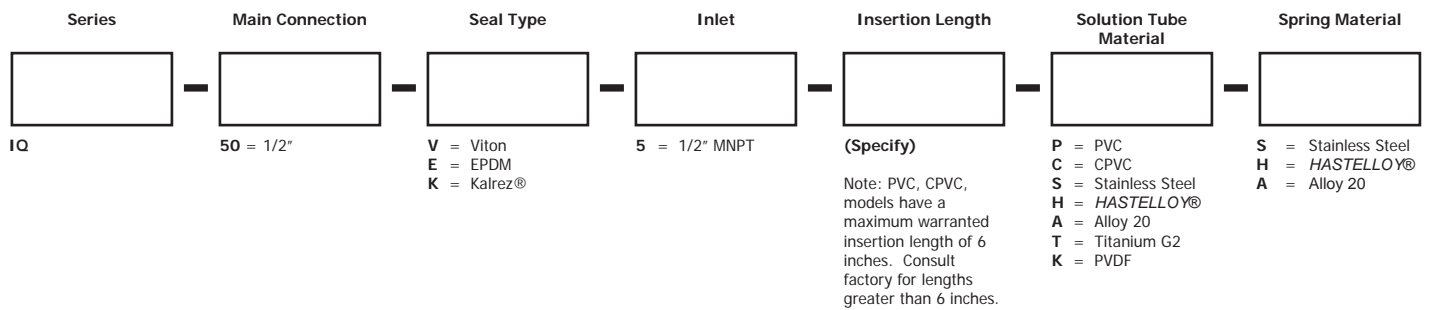 Series
Main Connection
Seal Type
Inlet
Insertion Length
Solution Tube
Material
Spring Material
IQ
50 = 1/2"
V = Viton
E = EPDM
K = Kalrez®
5 = 1/2" MNPT
(Specify)
Note: PVC, CPVC,
models have a
maximum warranted
insertion length of 6
inches. Consult
factory for lengths
greater than 6 inches.
P = PVC
C = CPVC
S = Stainless Steel
H = HASTELLOY®
A = Alloy 20
T = Titanium G2
K = PVDF
S = Stainless Steel
H = HASTELLOY®
A = Alloy 20